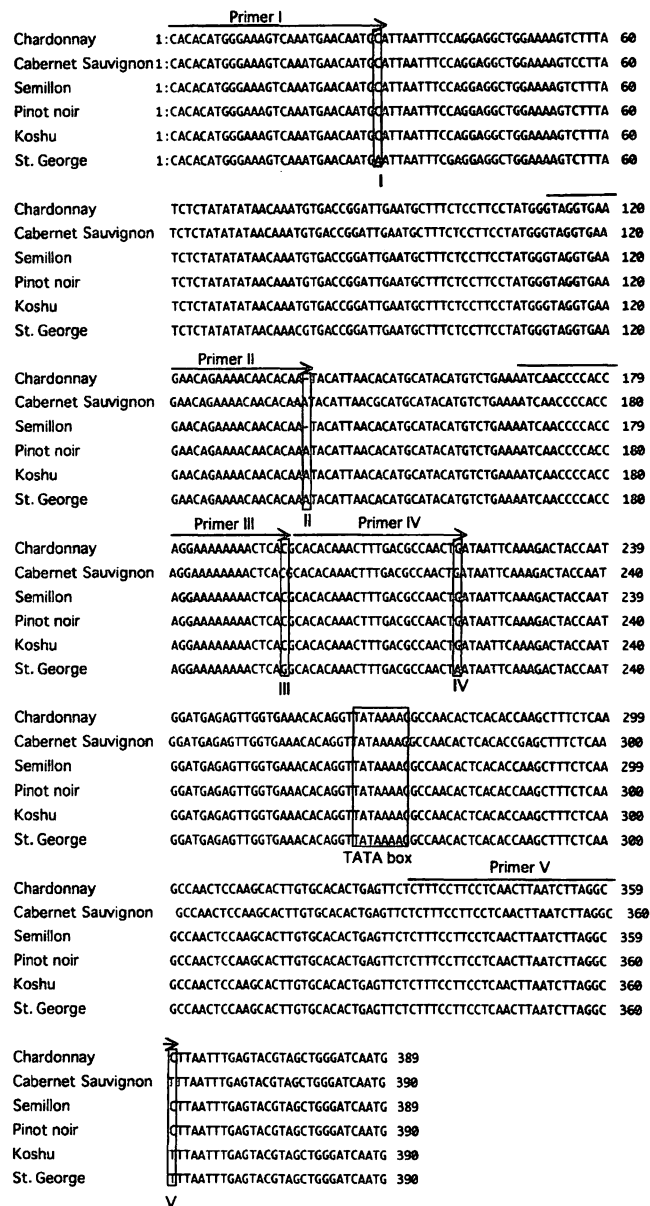 Primer I
Chardonnay 1:CACACATGGGAAAGTCAAATGAACAATGCATTAATTTCCAGGAGGCTGGAAAAGTCTTTA 60
Cabernet Sauvignon 1:CACACATGGGAAAGTCAAATGAACAATGCATTAATTTCCAGGAGGCTGGAAAAGTCCTTA 60
Semillon 1:CACACATGGGAAAGTCAAATGAACAATGCATTAATTTCCAGGAGGCTGGAAAAGTCTTTA 60
Pinot noir 1:CACACATGGGAAAGTCAAATGAACAATGCATTAATTTCCAGGAGGCTGGAAAAGTCTTTA 60
Koshu 1:CACACATGGGAAAGTCAAATGAACAATGCATTAATTTCCAGGAGGCTGGAAAAGTCTTTA 60
St. George 1:CACACATGGGAAAGTCAAATGAACAATGAATTAATTTCGAGGAGGCTGGAAAAGTCTTTA 60
I
Chardonnay TCTCTATATATAACAAATGTGACCGGATTGAATGCTTTCTCCTTCCTATGGGTAGGTGAA 120
Cabernet Sauvignon TCTCTATATATAACAAATGTGACCGGATTGAATGCTTTCTCCTTCCTATGGGTAGGTGAA 120
Semillon TCTCTATATATAACAAATGTGACCGGATTGAATGCTTTCTCCTTCCTATGGGTAGGTGAA 120
Pinot noir TCTCTATATATAACAAATGTGACCGGATTGAATGCTTTCTCCTTCCTATGGGTAGGTGAA 120
Koshu TCTCTATATATAACAAATGTGACCGGATTGAATGCTTTCTCCTTCCTATGGGTAGGTGAA 120
St. George TCTCTATATATAACAAACGTGACCGGATTGAATGCTTTCTCCTTCCTATGGGTAGGTGAA 120
Primer II
Chardonnay GAACAGAAAACAACACAA-TACATTAACACATGCATACATGTCTGAAAATCAACCCCACC 179
Cabernet Sauvignon GAACAGAAAACAACACAAATACATTAACGCATGCATACATGTCTGAAAATCAACCCCACC 180
Semillon GAACAGAAAACAACACAA-TACATTAACACATGCATACATGTCTGAAAATCAACCCCACC 179
Pinot noir GAACAGAAAACAACACAAATACATTAACACATGCATACATGTCTGAAAATCAACCCCACC 180
Koshu GAACAGAAAACAACACAAATACATTAACACATGCATACATGTCTGAAAATCAACCCCACC 180
St. George GAACAGAAAACAACACAAATACATTAACACATGCATACATGTCTGAAAATCAACCCCACC 180
II
Primer III Primer IV
Chardonnay AGGAAAAAAAACTCACGCACACAAACTTTGACGCCAACTGATAATTCAAAGACTACCAAT 239
Cabernet Sauvignon AGGAAAAAAAACTCACGCACACAAACTTTGACGCCAACTGATAATTCAAAGACTACCAAT 240
Semillon AGGAAAAAAAACTCACGCACACAAACTTTGACGCCAACTGATAATTCAAAGACTACCAAT 239
Pinot noir AGGAAAAAAAACTCACGCACACAAACTTTGACGCCAACTGATAATTCAAAGACTACCAAT 240
Koshu AGGAAAAAAAACTCACGCACACAAACTTTGACGCCAACTGATAATTCAAAGACTACCAAT 240
St. George AGGAAAAAAAACTCAGGCACACAAACTTTGACGCCAACTAATAATTCAAAGACTACCAAT 240
III IV
Chardonnay GGATGAGAGTTGGTGAAACACAGGTTATAAAAGGCCAACACTCACACCAAGCTTTCTCAA 299
Cabernet Sauvignon GGATGAGAGTTGGTGAAACACAGGTTATAAAAGGCCAACACTCACACCGAGCTTTCTCAA 300
Semillon GGATGAGAGTTGGTGAAACACAGGTTATAAAAGGCCAACACTCACACCAAGCTTTCTCAA 299
Pinot noir GGATGAGAGTTGGTGAAACACAGGTTATAAAAGGCCAACACTCACACCAAGCTTTCTCAA 300
Koshu GGATGAGAGTTGGTGAAACACAGGTTATAAAAGGCCAACACTCACACCAAGCTTTCTCAA 300
St. George GGATGAGAGTTGGTGAAACACAGGTTATAAAAGGCCAACACTCACACCAAGCTTTCTCAA 300
TATA box
Primer V
Chardonnay GCCAACTCCAAGCACTTGTGCACACTGAGTTCTCTTTCCTTCCTCAACTTAATCTTAGGC 359
Cabernet Sauvignon GCCAACTCCAAGCACTTGTGCACACTGAGTTCTCTTTCCTTCCTCAACTTAATCTTAGGC 360
Semillon GCCAACTCCAAGCACTTGTGCACACTGAGTTCTCTTTCCTTCCTCAACTTAATCTTAGGC 359
Pinot noir GCCAACTCCAAGCACTTGTGCACACTGAGTTCTCTTTCCTTCCTCAACTTAATCTTAGGC 360
Koshu GCCAACTCCAAGCACTTGTGCACACTGAGTTCTCTTTCCTTCCTCAACTTAATCTTAGGC 360
St. George GCCAACTCCAAGCACTTGTGCACACTGAGTTCTCTTTCCTTCCTCAACTTAATCTTAGGC 360
Chardonnay CTTAATTTGAGTACGTAGCTGGGATCAATG 389
Cabernet Sauvignon TTTAATTTGAGTACGTAGCTGGGATCAATG 390
Semillon CTTAATTTGAGTACGTAGCTGGGATCAATG 389
Pinot noir CTTAATTTGAGTACGTAGCTGGGATCAATG 390
Koshu TTTAATTTGAGTACGTAGCTGGGATCAATG 390
St. George TTTAATTTGAGTACGTAGCTGGGATCAATG 390
V